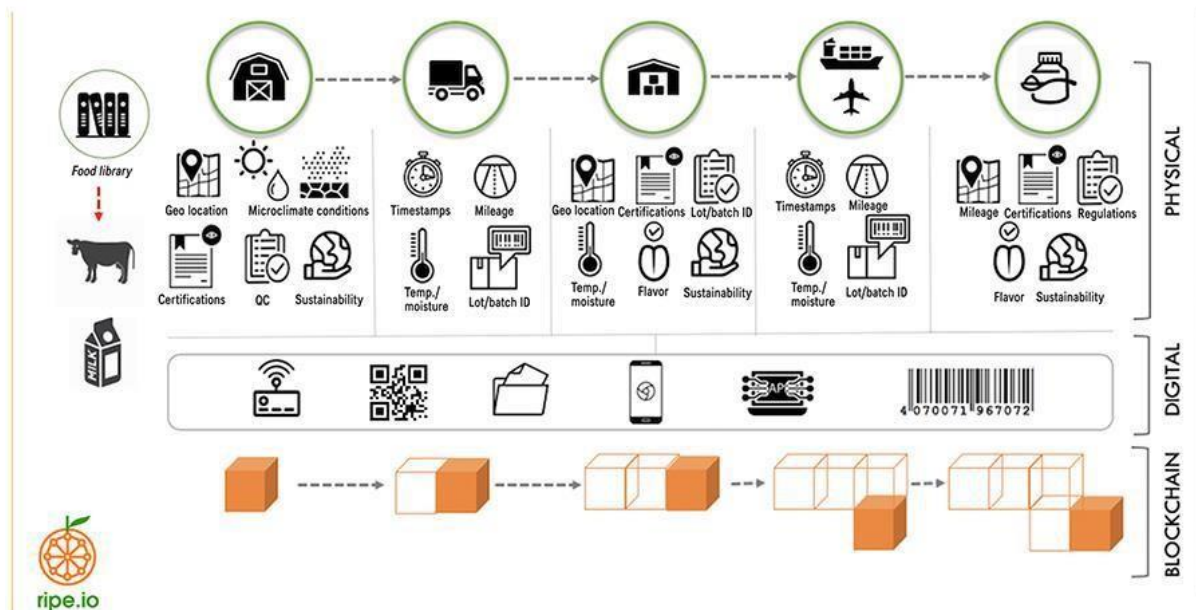 Food library
Geo location
Microclimate conditions
Certifications
QC
Sustainability
Timestamps
Mileage
Temp./
moisture
Lot/batch ID
Geo location
Certifications
Lot/batch ID
Temp./
moisture
Flavor
Sustainability
Timestamps
Mileage
Temp./
moisture
Lot/batch ID
Mileage
Certifications
Regulations
Flavor
Sustainability
PHYSICAL
MILK
API
4 070071 967072
DIGITAL
BLOCKCHAIN
ripe.io